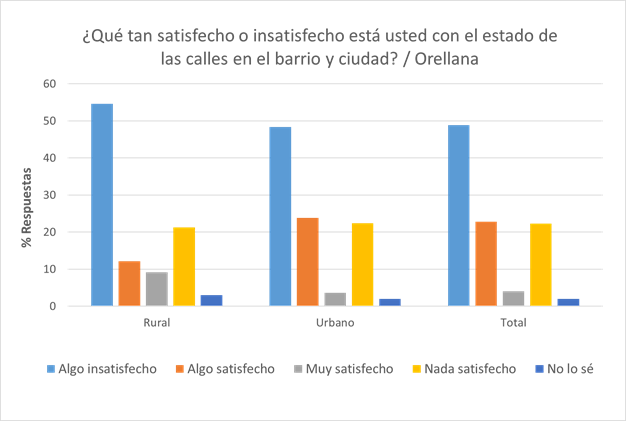 ¿Qué tan satisfecho o insatisfecho está usted con el estado de
las calles en el barrio y ciudad? / Orellana
60
50
40
30
20
10
0
% Respuestas
Rural Urbano Total
Algo insatisfecho Algo satisfecho Muy satisfecho Nada satisfecho No lo sé